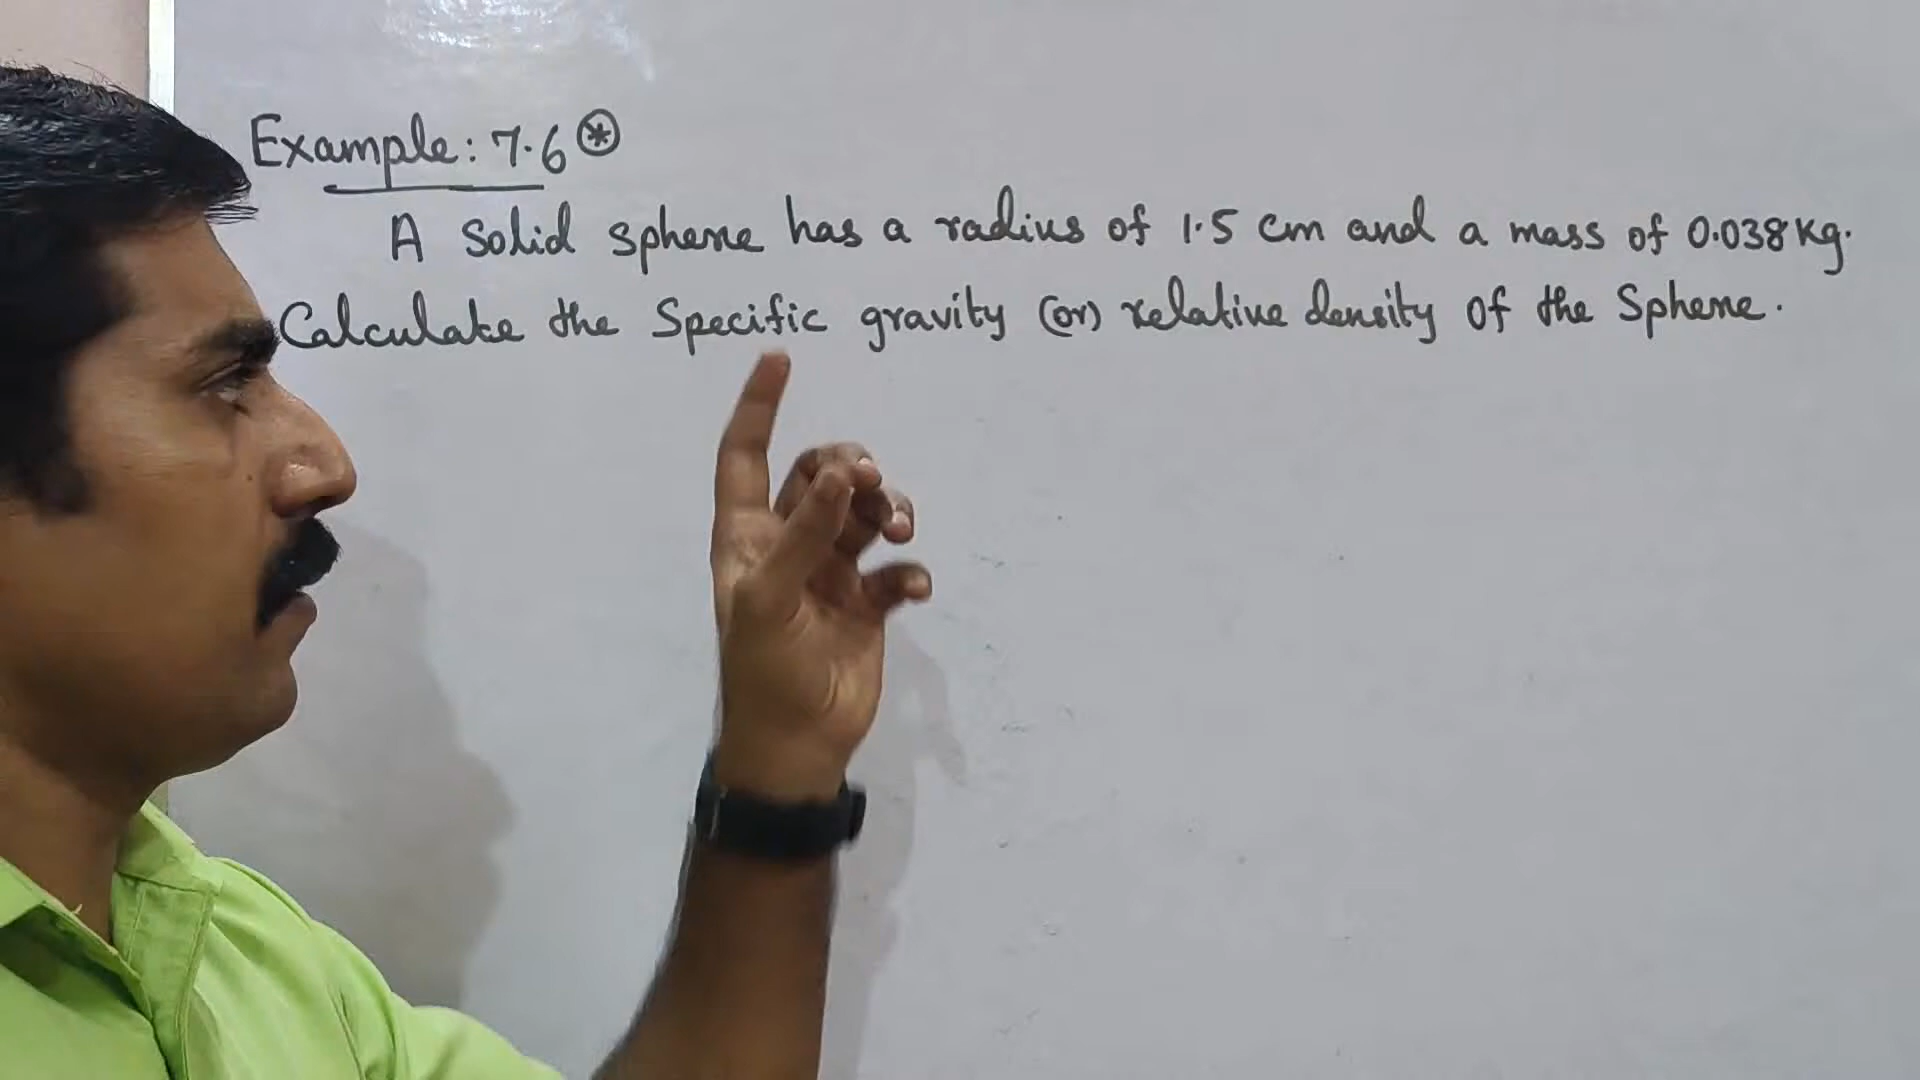 Example: 7.6 ⊛
A Solid sphere has a radius of 1.5 cm and a mass of 0.038 kg.
Calculate the Specific gravity (or) relative density of the Sphere.